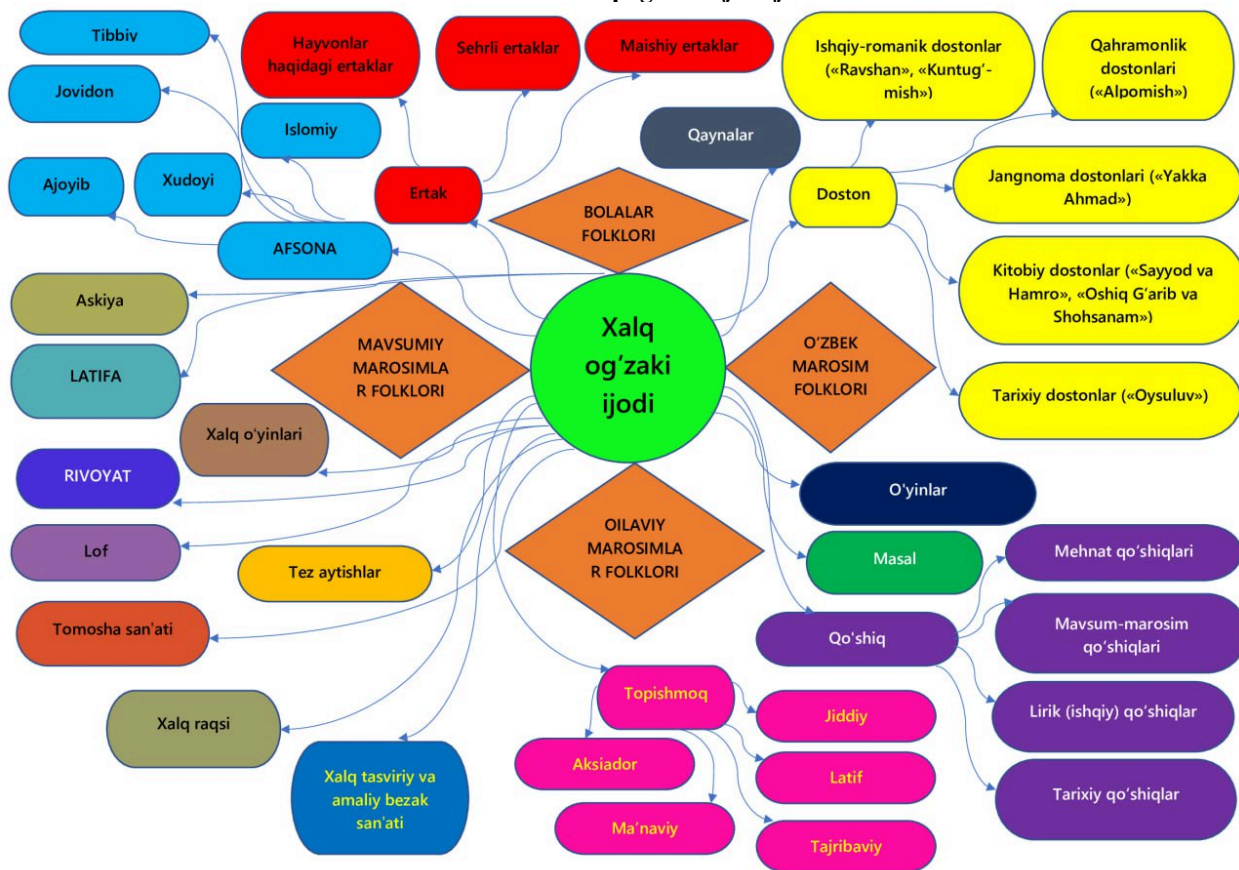 Tibbiv
Jovidon
Ajoyib
Xudoyi
Islomiy
AFSONA
Hayvonlar
haqidagi ertaklar
Sehrli ertaklar
Maishiy ertaklar
Ertak
Qaynalar
BOLALAR
FOLKLORI
Ishqiy-romanik dostonlar
(«Ravshan», «Kuntug‘-
mish»)
Qahramonlik
dostonlari
(«Alpomish»)
Doston
Jangnoma dostonlari («Yakka
Ahmad»)
Kitobiy dostonlar («Sayyod va
Hamro», «Oshiq G‘arib va
Shohsanam»)
Tarixiy dostonlar («Oysuluv»)
Askiya
LATIFA
MAVSUMIY
MAROSIMLA
R FOLKLORI
Xalq
og‘zaki
ijodi
O‘ZBEK
MAROSIM
FOLKLORI
Xalq o‘yinlari
RIVOYAT
Lof
Tez aytishlar
Tomosha san'ati
OILAVIY
MAROSIMLA
R FOLKLORI
O'yinlar
Masal
Qo‘shiq
Mehnat qo‘shiqlari
Mavsum-marosim
qo‘shiqlari
Lirik (ishqiy) qo‘shiqlar
Tarixiy qo‘shiqlar
Xalq raqsi
Xalq tasviriy va
amaliy bezak
san'ati
Topishmoq
Jiddiy
Aksiador
Latif
Ma’naviy
Tajribaviy